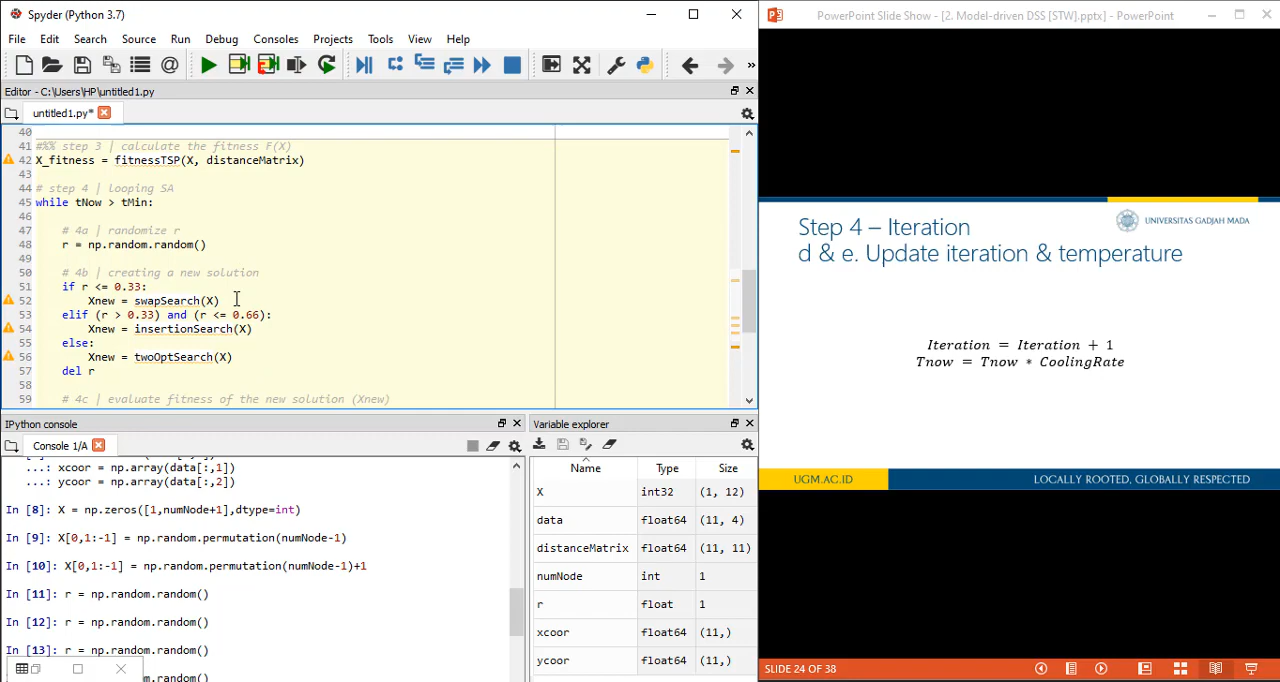 Spyder (Python 3.7)
File Edit Search Source Run Debug Consoles Projects Tools View Help
Editor - C:\Users\HP\untitled1.py
untitled1.py*
40
41 #%% step 3 | calculate the fitness F(X)
42 X_fitness = fitnessTSP(X, distanceMatrix)
43
44 # step 4 | looping SA
45 while tNow > tMin:
46
47 # 4a | randomize r
48 r = np.random.random()
49
50 # 4b | creating a new solution
51 if r <= 0.33:
52 Xnew = swapSearch(X)
53 elif (r > 0.33) and (r <= 0.66):
54 Xnew = insertionSearch(X)
55 else:
56 Xnew = twoOptSearch(X)
57 del r
58
59 # 4c | evaluate fitness of the new solution (Xnew)
IPython console
Console 1/A
...: xcoor = np.array(data[:,1])
...: ycoor = np.array(data[:,2])
In [8]: X = np.zeros([1,numNode+1],dtype=int)
In [9]: X[0,1:-1] = np.random.permutation(numNode-1)
In [10]: X[0,1:-1] = np.random.permutation(numNode-1)+1
In [11]: r = np.random.random()
In [12]: r = np.random.random()
In [13]: r = np.random.random()
m.random()
Variable explorer
Name Type Size
X int32 (1, 12)
data float64 (11, 4)
distanceMatrix float64 (11, 11)
numNode int 1
r float 1
xcoor float64 (11,)
ycoor float64 (11,)
PowerPoint Slide Show - [2. Model-driven DSS [STW].pptx] - PowerPoint
Step 4 – Iteration
d & e. Update iteration & temperature
UNIVERSITAS GADJAH MADA
Iteration = Iteration + 1
Tnow = Tnow * CoolingRate
UGM.AC.ID LOCALLY ROOTED, GLOBALLY RESPECTED
SLIDE 24 OF 38